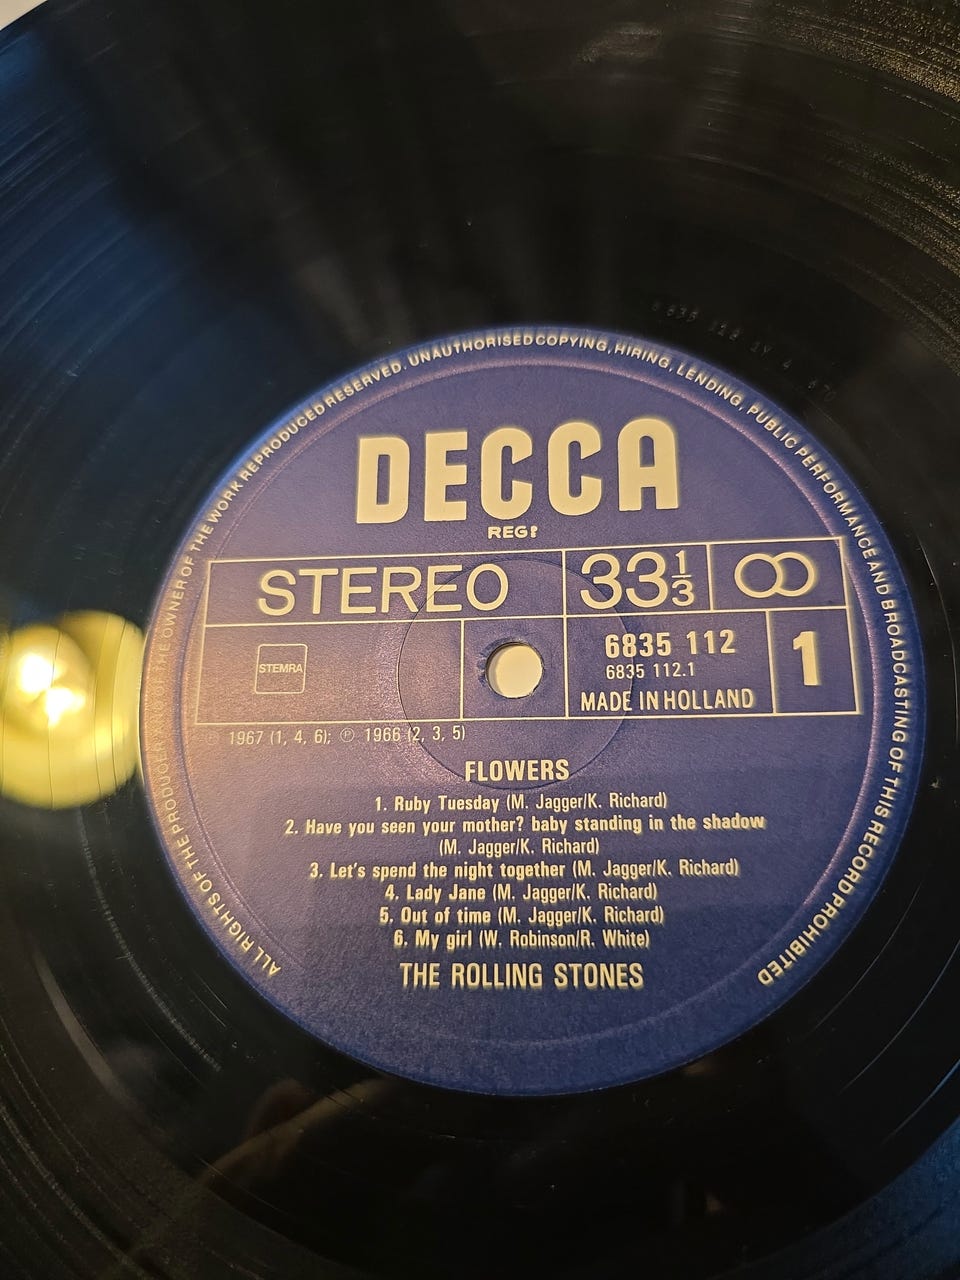 ALL RIGHTS OF THE PRODUCER AND OF THE OWNER OF THE WORK REPRODUCED RESERVED. UNAUTHORISED COPYING, HIRING, LENDING, PUBLIC PERFORMANCE AND BROADCASTING OF THIS RECORD PROHIBITED
DECCA
REGD
STEREO 33 1/3
STEMRA
6835 112
6835 112.1
MADE IN HOLLAND
1
℗ 1967 (1, 4, 6); ℗ 1966 (2, 3, 5)
FLOWERS
1. Ruby Tuesday (M. Jagger/K. Richard)
2. Have you seen your mother? baby standing in the shadow
(M. Jagger/K. Richard)
3. Let's spend the night together (M. Jagger/K. Richard)
4. Lady Jane (M. Jagger/K. Richard)
5. Out of time (M. Jagger/K. Richard)
6. My girl (W. Robinson/R. White)
THE ROLLING STONES